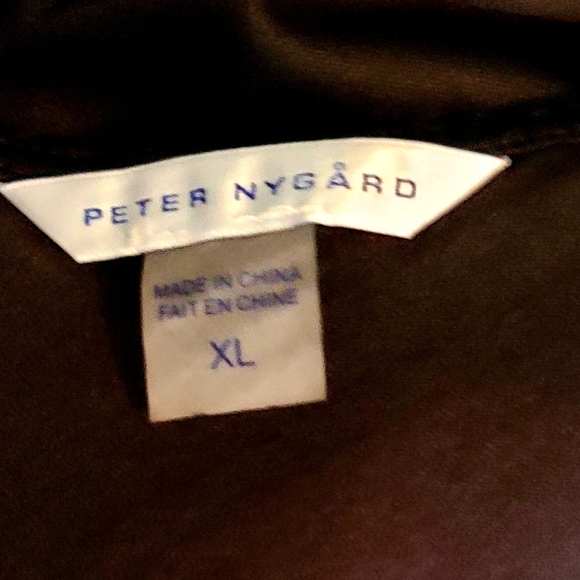 PETER NYGÅRD
MADE IN CHINA
FAIT EN CHINE
XL